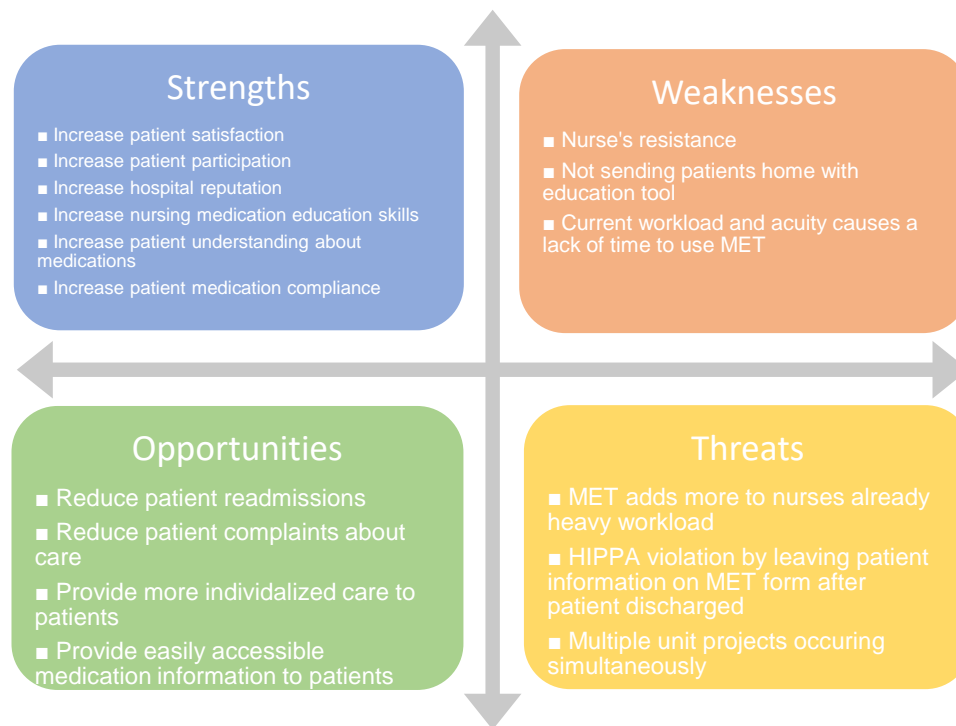 Strengths
■ Increase patient satisfaction
■ Increase patient participation
■ Increase hospital reputation
■ Increase nursing medication education skills
■ Increase patient understanding about
medications
■ Increase patient medication compliance
Weaknesses
■ Nurse's resistance
■ Not sending patients home with
education tool
■ Current workload and acuity causes a
lack of time to use MET
Opportunities
■ Reduce patient readmissions
■ Reduce patient complaints about
care
■ Provide more individalized care to
patients
■ Provide easily accessible
medication information to patients
Threats
■ MET adds more to nurses already
heavy workload
■ HIPPA violation by leaving patient
information on MET form after
patient discharged
■ Multiple unit projects occuring
simultaneously